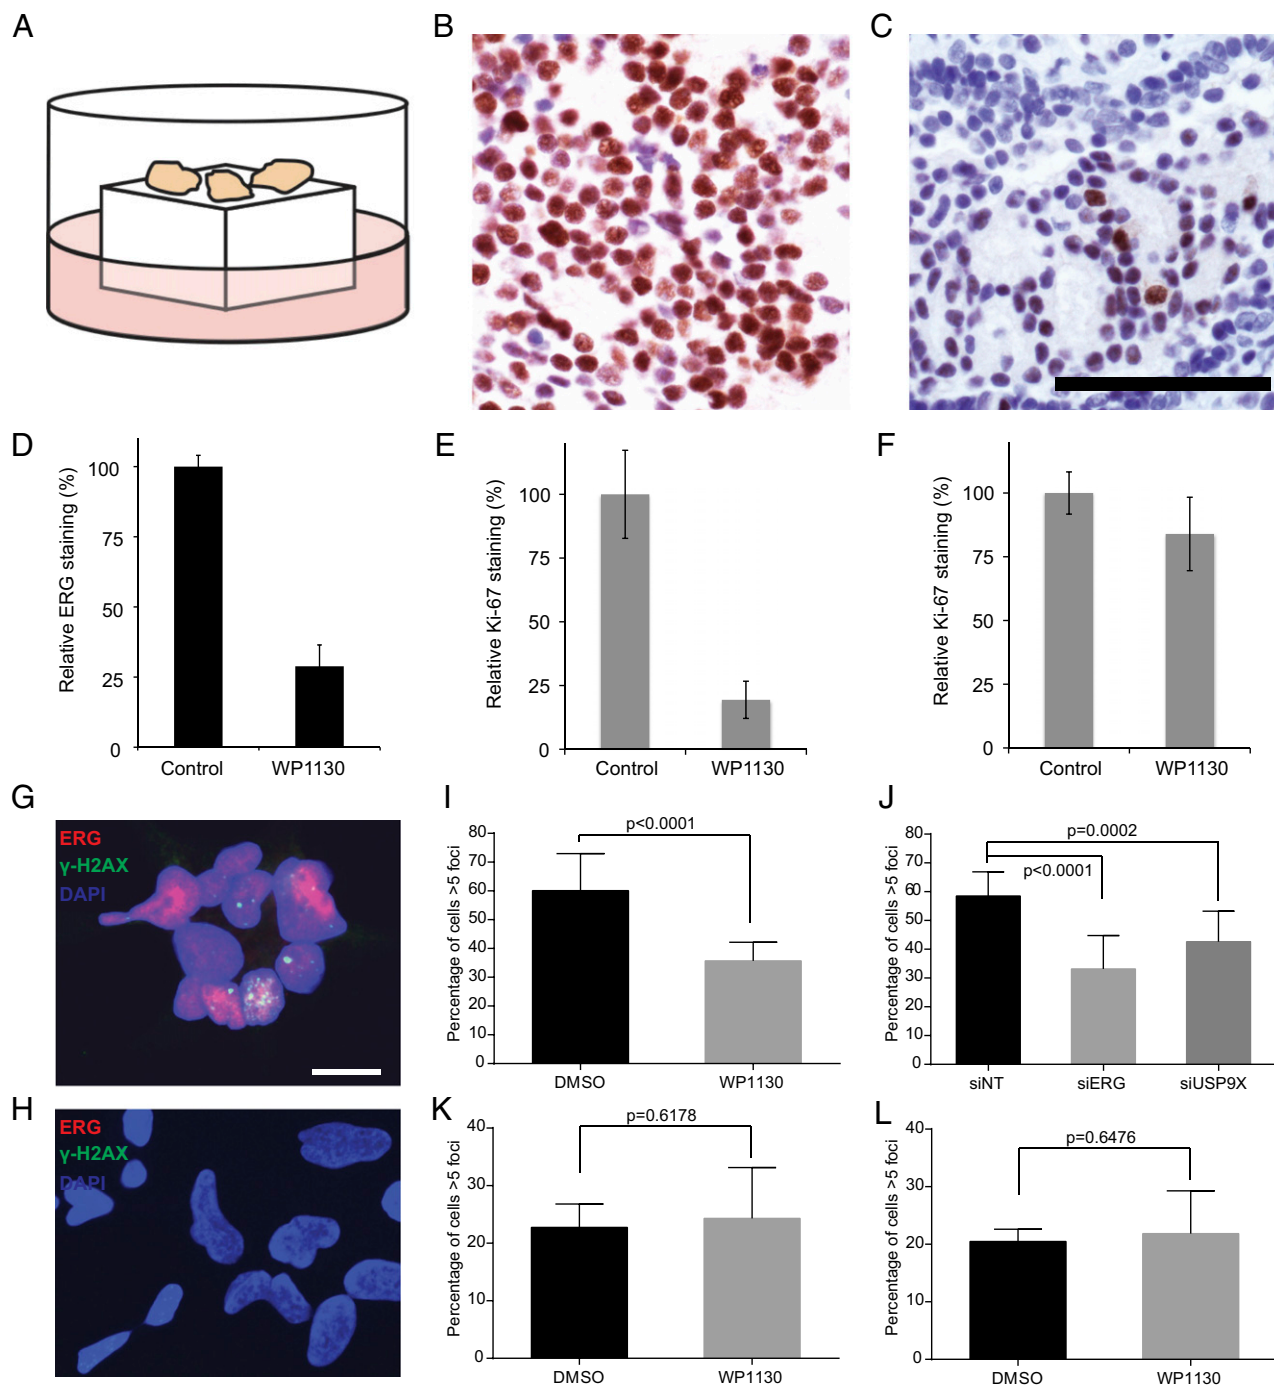 A
B
C
D
Relative ERG staining (%)
100
75
50
25
0
Control
WP1130
E
Relative Ki-67 staining (%)
100
75
50
25
0
Control
WP1130
F
Relative Ki-67 staining (%)
100
75
50
25
0
Control
WP1130
G
ERG
γ-H2AX
DAPI
I
Percentage of cells >5 foci
80
70
60
50
40
30
20
10
0
p<0.0001
DMSO
WP1130
J
Percentage of cells >5 foci
80
70
60
50
40
30
20
10
0
p=0.0002
p<0.0001
siNT
siERG
siUSP9X
H
ERG
γ-H2AX
DAPI
K
Percentage of cells >5 foci
40
30
20
10
0
p=0.6178
DMSO
WP1130
L
Percentage of cells >5 foci
40
30
20
10
0
p=0.6476
DMSO
WP1130